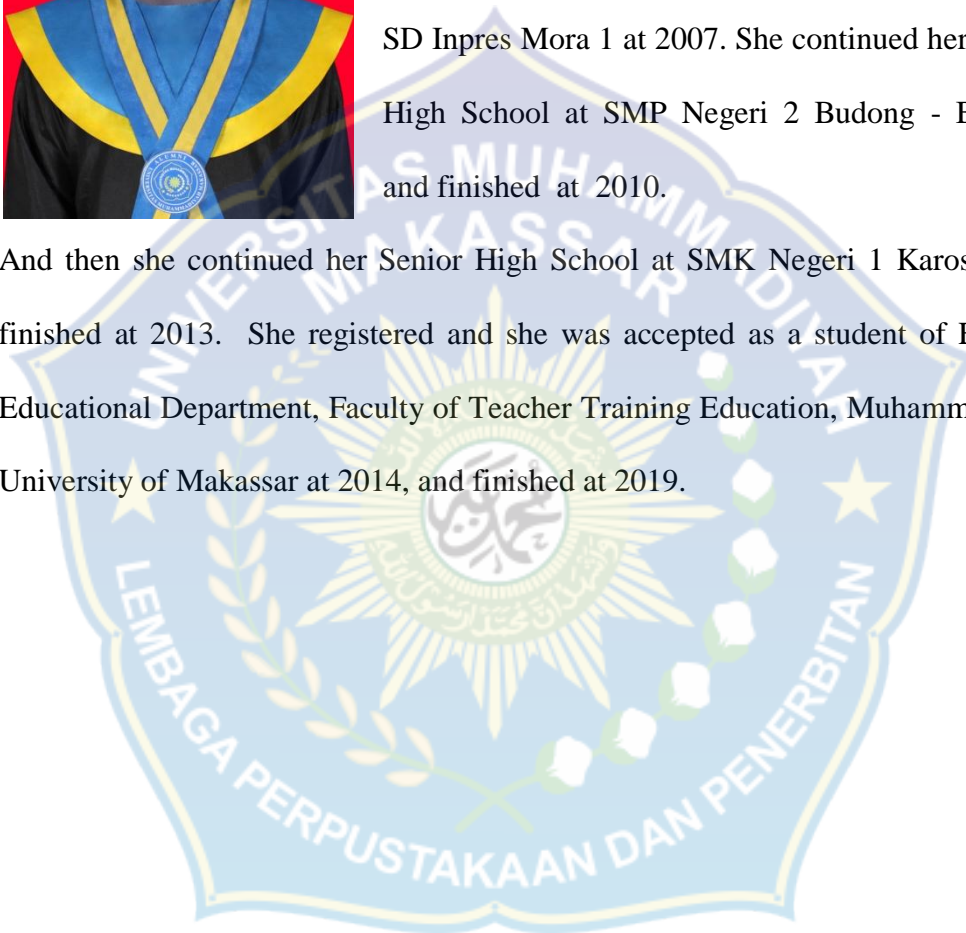 SD Inpres Mora 1 at 2007. She continued her
High School at SMP Negeri 2 Budong - B
and finished at 2010.
And then she continued her Senior High School at SMK Negeri 1 Karos
finished at 2013. She registered and she was accepted as a student of E
Educational Department, Faculty of Teacher Training Education, Muhamm
University of Makassar at 2014, and finished at 2019.
UNIVERSITAS MUHAMMADIYAH
MAKASSAR
LEMBAGA PERPUSTAKAAN DAN PENERBITAN